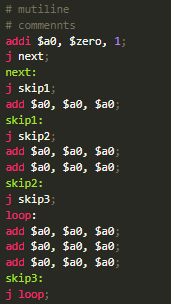 # mutiline
# commennts
addi $a0, $zero, 1;
j next;
next:
j skip1;
add $a0, $a0, $a0;
skip1:
j skip2;
add $a0, $a0, $a0;
add $a0, $a0, $a0;
skip2:
j skip3;
loop:
add $a0, $a0, $a0;
add $a0, $a0, $a0;
add $a0, $a0, $a0;
skip3:
j loop;